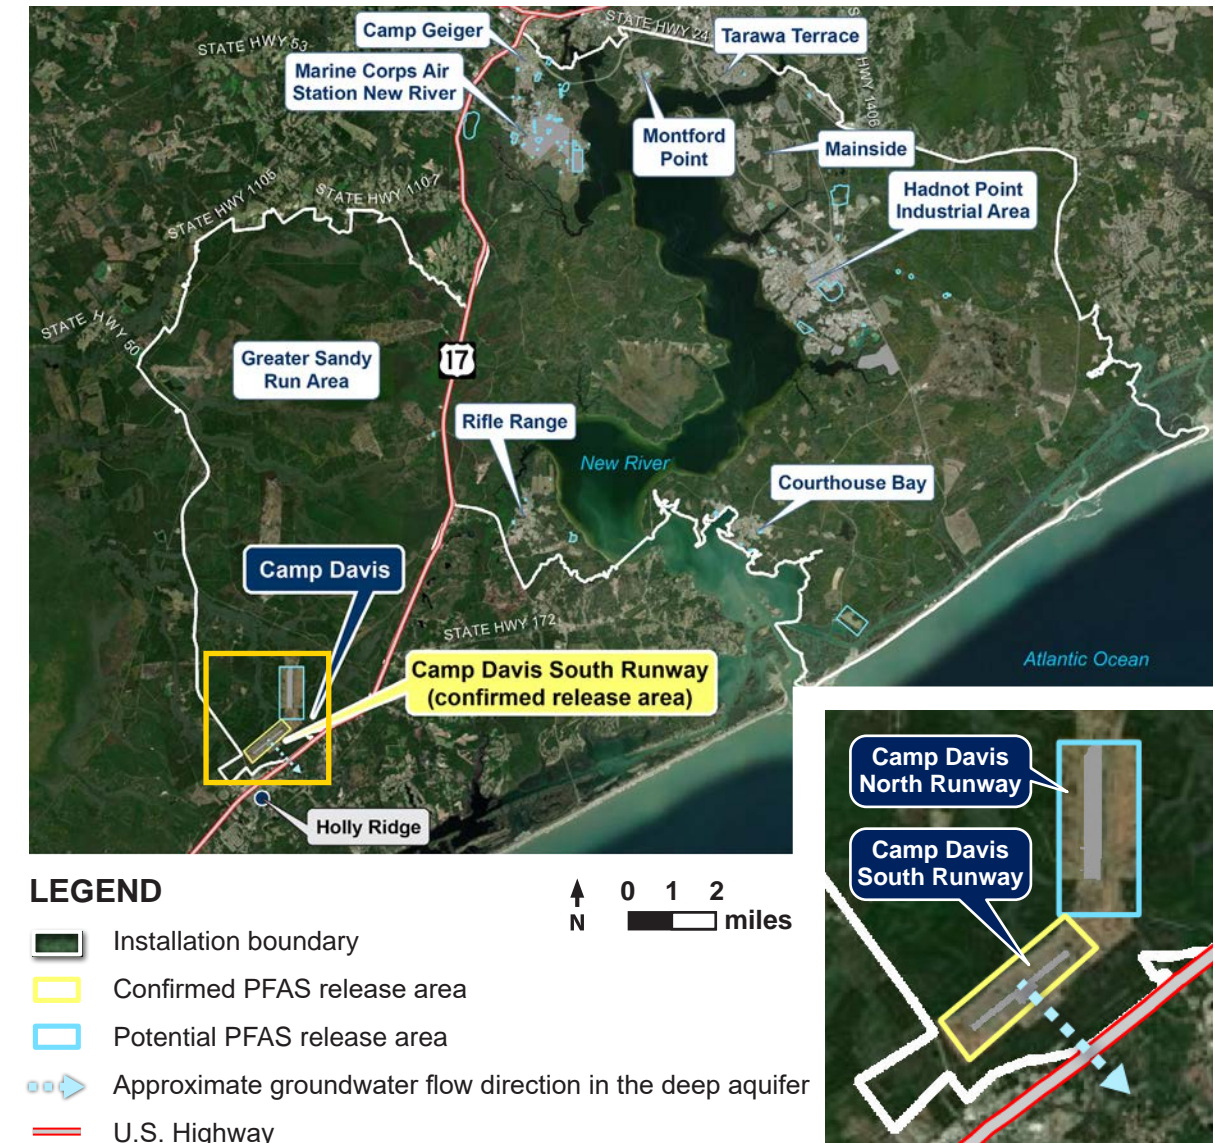 STATE HWY 53
Camp Geiger
STATE HWY 24
Tarawa Terrace
Marine Corps Air
Station New River
HWY 1406
Montford
Point
Mainside
Hadnot Point
Industrial Area
STATE HWY 1105
STATE HWY 1107
STATE HWY 50
Greater Sandy
Run Area
17
Rifle Range
New River
Courthouse Bay
Camp Davis
STATE HWY 172
Camp Davis South Runway
(confirmed release area)
Atlantic Ocean
Holly Ridge
Camp Davis
North Runway
Camp Davis
South Runway
LEGEND
N
0 1 2
miles
Installation boundary
Confirmed PFAS release area
Potential PFAS release area
Approximate groundwater flow direction in the deep aquifer
U.S. Highway